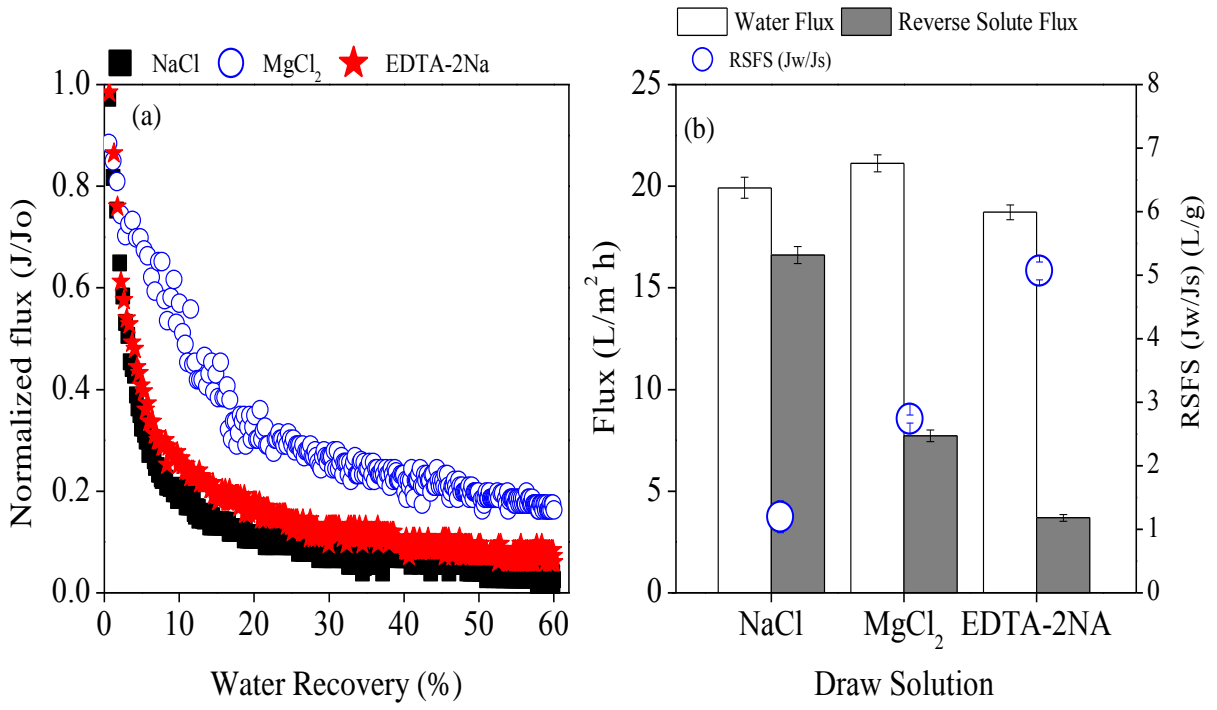 NaCl MgCl₂ EDTA-2Na
Water Flux Reverse Solute Flux
RSFS (Jw/Js)
(a)
1.0
0.8
0.6
0.4
0.2
0.0
Normalized flux (J/Jo)
0 10 20 30 40 50 60
Water Recovery (%)
(b)
25
20
15
10
5
0
Flux (L/m² h)
8
7
6
5
4
3
2
1
0
RSFS (Jw/Js) (L/g)
NaCl MgCl₂ EDTA-2NA
Draw Solution